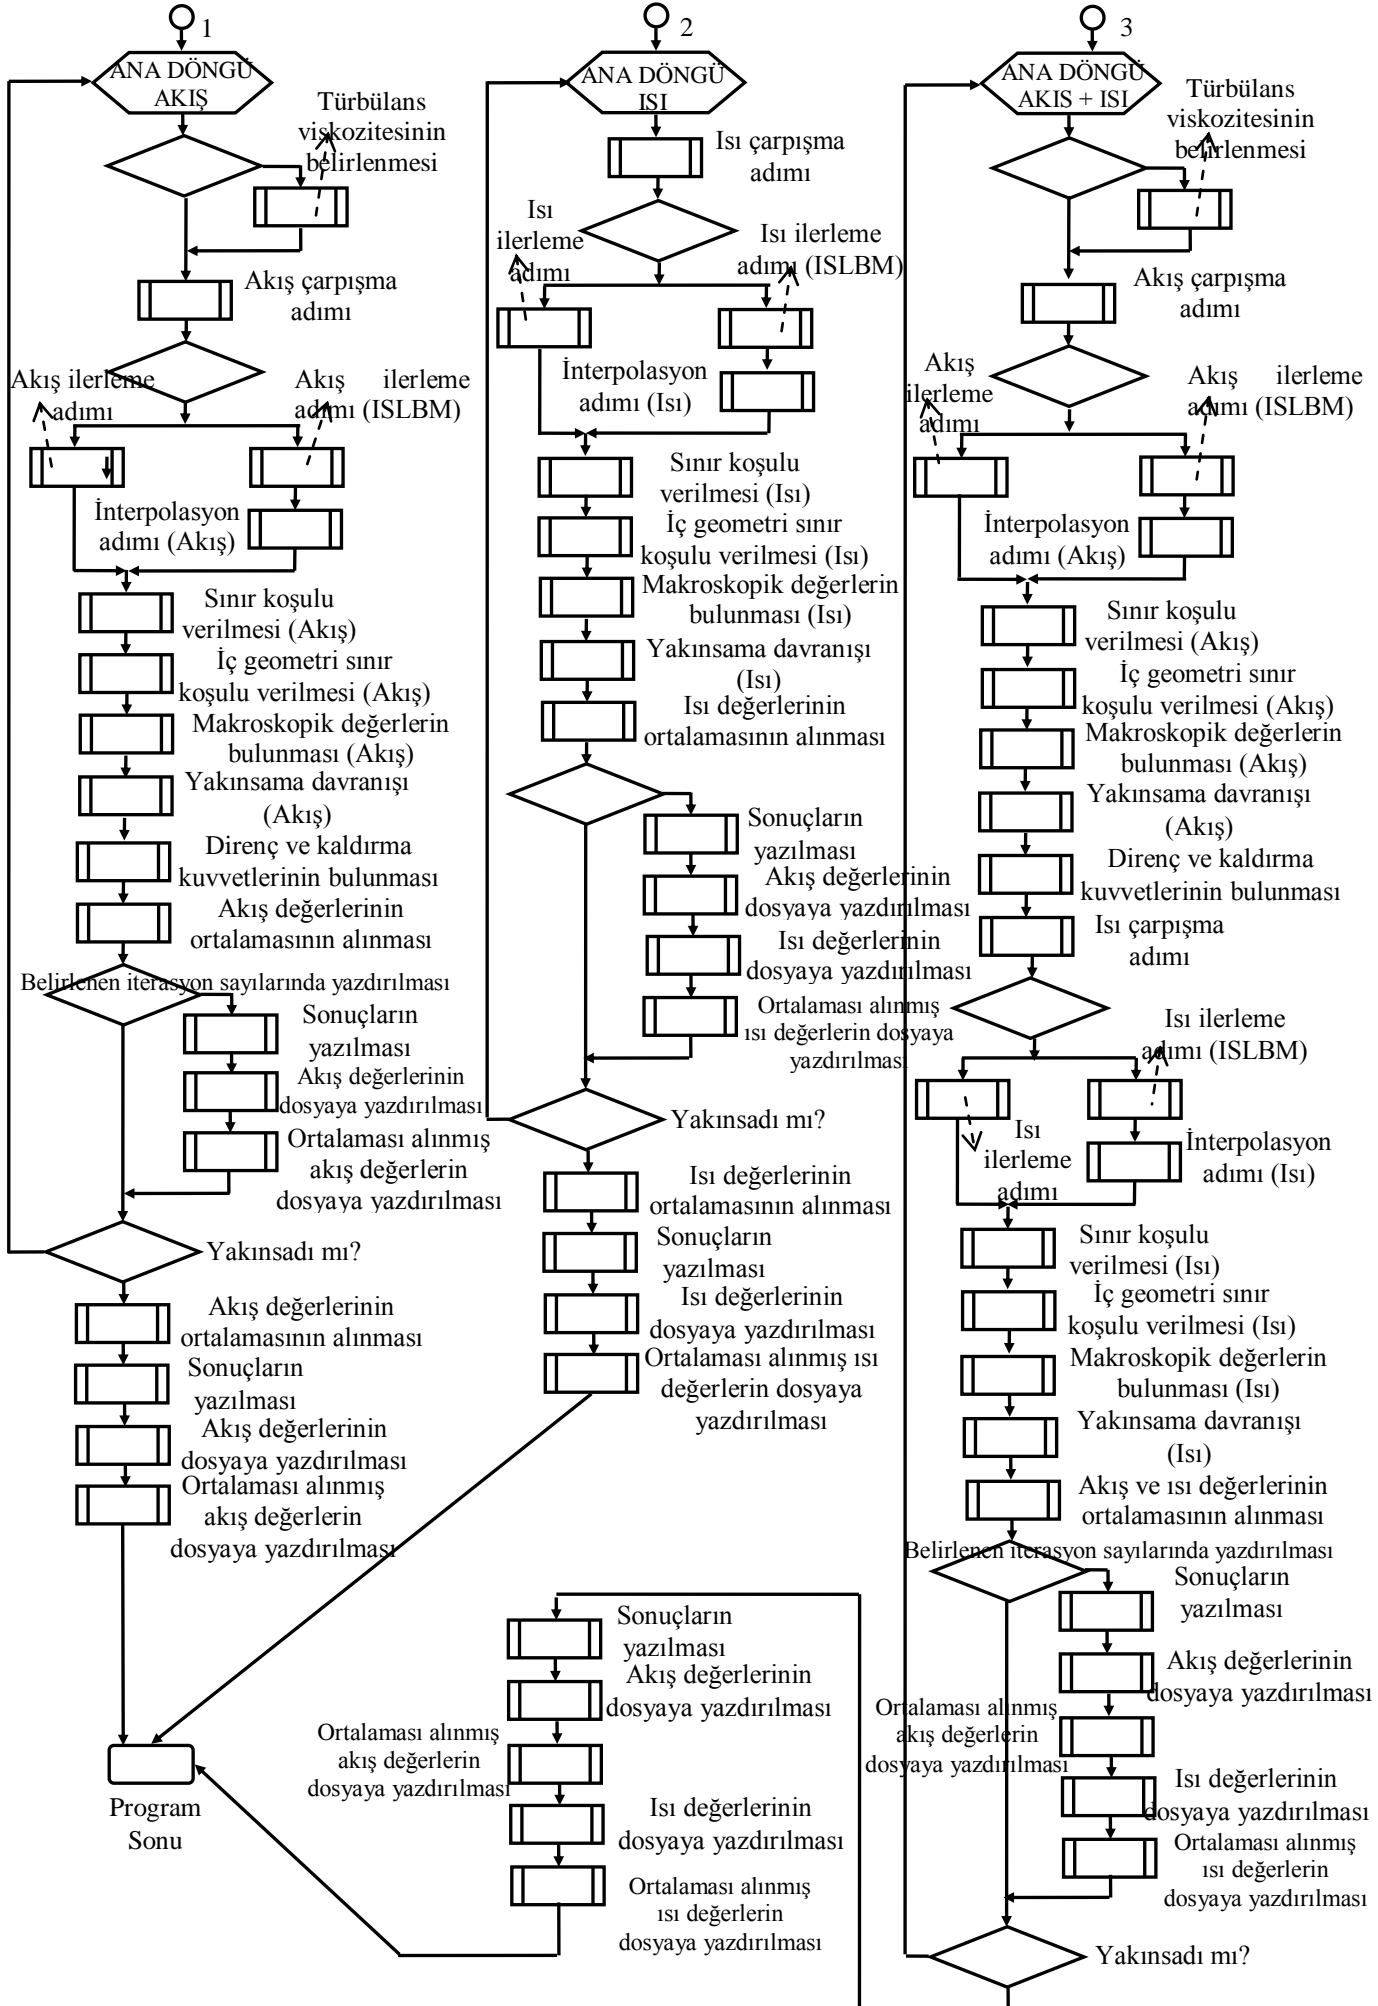 1
ANA DÖNGÜ
AKIŞ
Türbülans
viskozitesinin
belirlenmesi
Akış çarpışma
adımı
Akış ilerleme
adımı
Akış ilerleme
adımı (ISLBM)
İnterpolasyon
adımı (Akış)
Sınır koşulu
verilmesi (Akış)
İç geometri sınır
koşulu verilmesi (Akış)
Makroskopik değerlerin
bulunması (Akış)
Yakınsama davranışı
(Akış)
Direnç ve kaldırma
kuvvetlerinin bulunması
Akış değerlerinin
ortalamasının alınması
Belirlenen iterasyon sayılarında yazdırılması
Sonuçların
yazılması
Akış değerlerinin
dosyaya yazdırılması
Ortalaması alınmış
akış değerlerin
dosyaya yazdırılması
Yakınsadı mı?
Akış değerlerinin
ortalamasının alınması
Sonuçların
yazılması
Akış değerlerinin
dosyaya yazdırılması
Ortalaması alınmış
akış değerlerin
dosyaya yazdırılması
Program
Sonu
2
ANA DÖNGÜ
ISI
Isı çarpışma
adımı
Isı
ilerleme
adımı
Isı ilerleme
adımı (ISLBM)
İnterpolasyon
adımı (Isı)
Sınır koşulu
verilmesi (Isı)
İç geometri sınır
koşulu verilmesi (Isı)
Makroskopik değerlerin
bulunması (Isı)
Yakınsama davranışı
(Isı)
Isı değerlerinin
ortalamasının alınması
Sonuçların
yazılması
Akış değerlerinin
dosyaya yazdırılması
Isı değerlerinin
dosyaya yazdırılması
Ortalaması alınmış
ısı değerlerin dosyaya
yazdırılması
Yakınsadı mı?
Isı değerlerinin
ortalamasının alınması
Sonuçların
yazılması
Isı değerlerinin
dosyaya yazdırılması
Ortalaması alınmış ısı
değerlerin dosyaya
yazdırılması
Sonuçların
yazılması
Akış değerlerinin
dosyaya yazdırılması
Ortalaması alınmış
akış değerlerin
dosyaya yazdırılması
Isı değerlerinin
dosyaya yazdırılması
Ortalaması alınmış
ısı değerlerin
dosyaya yazdırılması
3
ANA DÖNGÜ
AKIS + ISI
Türbülans
viskozitesinin
belirlenmesi
Akış çarpışma
adımı
Akış
ilerleme
adımı
Akış ilerleme
adımı (ISLBM)
İnterpolasyon
adımı (Akış)
Sınır koşulu
verilmesi (Akış)
İç geometri sınır
koşulu verilmesi (Akış)
Makroskopik değerlerin
bulunması (Akış)
Yakınsama davranışı
(Akış)
Direnç ve kaldırma
kuvvetlerinin bulunması
Isı çarpışma
adımı
Isı ilerleme
adımı (ISLBM)
Isı
ilerleme
adımı
İnterpolasyon
adımı (Isı)
Sınır koşulu
verilmesi (Isı)
İç geometri sınır
koşulu verilmesi (Isı)
Makroskopik değerlerin
bulunması (Isı)
Yakınsama davranışı
(Isı)
Akış ve ısı değerlerinin
ortalamasının alınması
Belirlenen iterasyon sayılarında yazdırılması
Sonuçların
yazılması
Akış değerlerinin
dosyaya yazdırılması
Ortalaması alınmış
akış değerlerin
dosyaya yazdırılması
Isı değerlerinin
dosyaya yazdırılması
Ortalaması alınmış
ısı değerlerin
dosyaya yazdırılması
Yakınsadı mı?